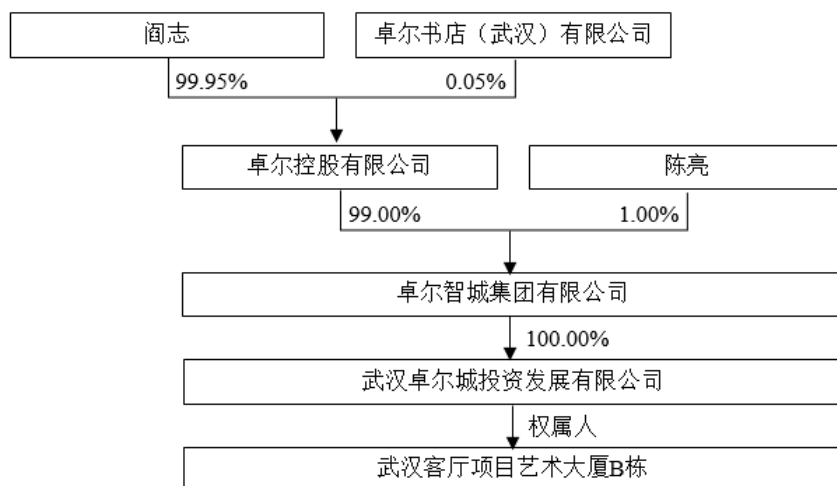 阎志
卓尔书店（武汉）有限公司
99.95%
0.05%
卓尔控股有限公司
陈亮
99.00%
1.00%
卓尔智城集团有限公司
100.00%
武汉卓尔城投资发展有限公司
权属人
武汉客厅项目艺术大厦B栋